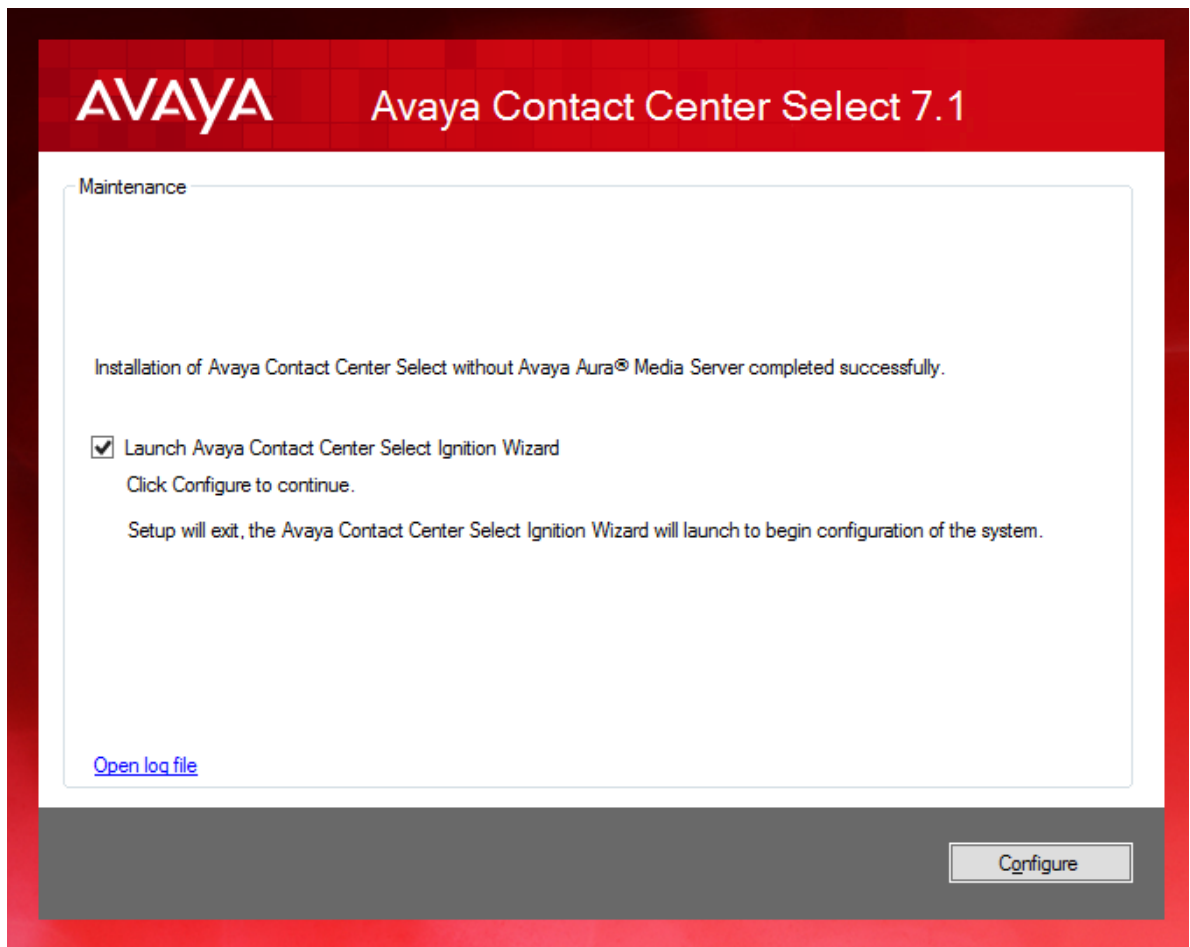 AVAYA
Avaya Contact Center Select 7.1
Maintenance
Installation of Avaya Contact Center Select without Avaya Aura® Media Server completed successfully.
Launch Avaya Contact Center Select Ignition Wizard
Click Configure to continue.
Setup will exit, the Avaya Contact Center Select Ignition Wizard will launch to begin configuration of the system.
Open log file
Configure